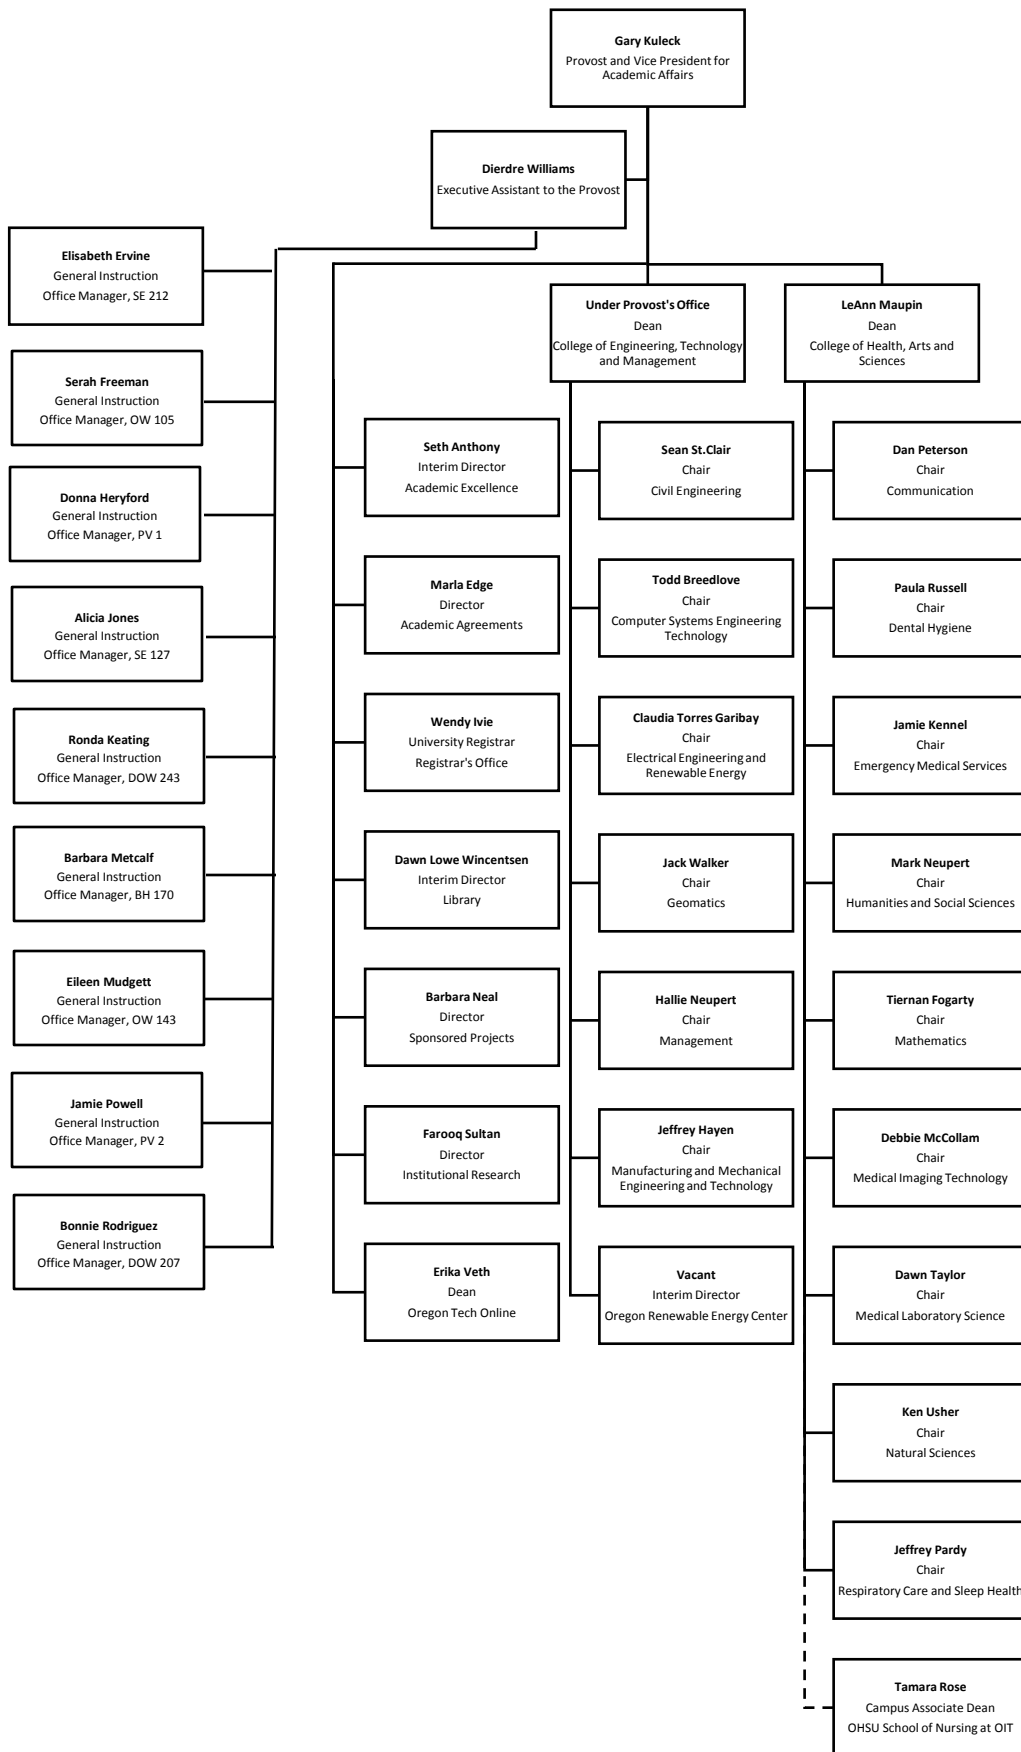 Gary Kuleck
Provost and Vice President for
Academic Affairs
Dierdre Williams
Executive Assistant to the Provost
Elisabeth Ervine
General Instruction
Office Manager, SE 212
Serah Freeman
General Instruction
Office Manager, OW 105
Donna Heryford
General Instruction
Office Manager, PV 1
Alicia Jones
General Instruction
Office Manager, SE 127
Ronda Keating
General Instruction
Office Manager, DOW 243
Barbara Metcalf
General Instruction
Office Manager, BH 170
Eileen Mudgett
General Instruction
Office Manager, OW 143
Jamie Powell
General Instruction
Office Manager, PV 2
Bonnie Rodriguez
General Instruction
Office Manager, DOW 207
Seth Anthony
Interim Director
Academic Excellence
Marla Edge
Director
Academic Agreements
Wendy Ivie
University Registrar
Registrar's Office
Dawn Lowe Wincentsen
Interim Director
Library
Barbara Neal
Director
Sponsored Projects
Farooq Sultan
Director
Institutional Research
Erika Veth
Dean
Oregon Tech Online
Under Provost's Office
Dean
College of Engineering, Technology
and Management
Sean St.Clair
Chair
Civil Engineering
Todd Breedlove
Chair
Computer Systems Engineering
Technology
Claudia Torres Garibay
Chair
Electrical Engineering and
Renewable Energy
Jack Walker
Chair
Geomatics
Hallie Neupert
Chair
Management
Jeffrey Hayen
Chair
Manufacturing and Mechanical
Engineering and Technology
Vacant
Interim Director
Oregon Renewable Energy Center
LeAnn Maupin
Dean
College of Health, Arts and
Sciences
Dan Peterson
Chair
Communication
Paula Russell
Chair
Dental Hygiene
Jamie Kennel
Chair
Emergency Medical Services
Mark Neupert
Chair
Humanities and Social Sciences
Tiernan Fogarty
Chair
Mathematics
Debbie McCollam
Chair
Medical Imaging Technology
Dawn Taylor
Chair
Medical Laboratory Science
Ken Usher
Chair
Natural Sciences
Jeffrey Pardy
Chair
Respiratory Care and Sleep Health
Tamara Rose
Campus Associate Dean
OHSU School of Nursing at OIT